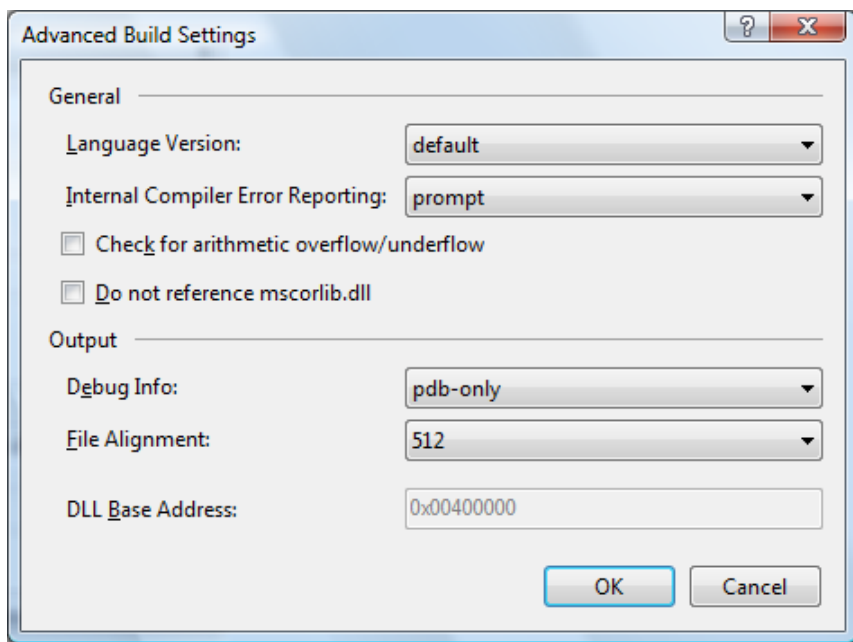 Advanced Build Settings
General
Language Version: default
Internal Compiler Error Reporting: prompt
Check for arithmetic overflow/underflow
Do not reference mscorlib.dll
Output
Debug Info: pdb-only
File Alignment: 512
DLL Base Address: 0x00400000
OK Cancel